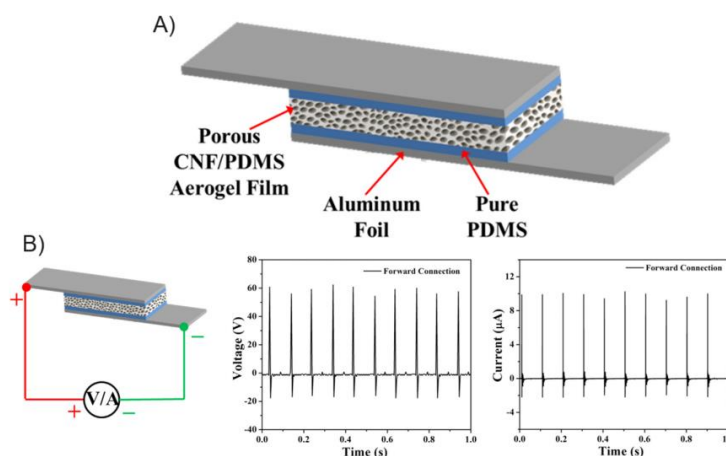 A)
Porous
CNF/PDMS
Aerogel Film
Aluminum
Foil
Pure
PDMS
B)
+
−
+
V/A
−
Voltage (V)
80
60
40
20
0
-20
-40
Forward Connection
0.0 0.2 0.4 0.6 0.8 1.0
Time (s)
Current (μA)
12
8
4
0
-4
Forward Connection
0.0 0.2 0.4 0.6 0.8 1.0
Time (s)